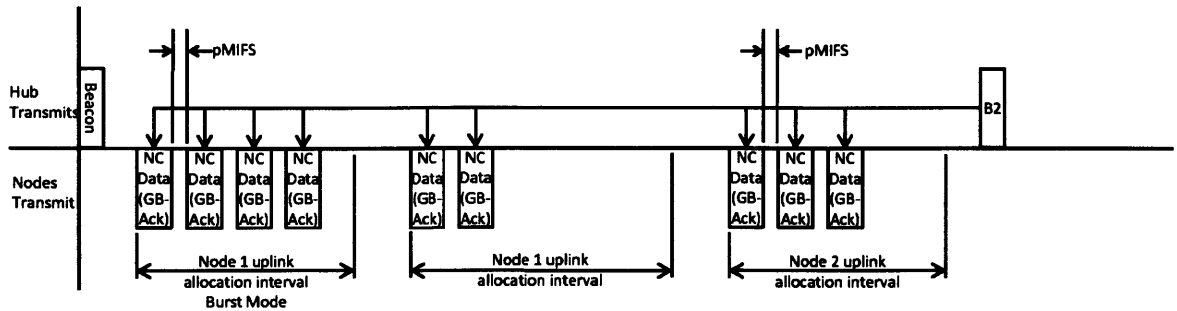 pMIFS
pMIFS
Hub
Transmits
Beacon
B2
Nodes
Transmit
NC
Data
(GB-
Ack)
NC
Data
(GB-
Ack)
NC
Data
(GB-
Ack)
NC
Data
(GB-
Ack)
NC
Data
(GB-
Ack)
NC
Data
(GB-
Ack)
NC
Data
(GB-
Ack)
NC
Data
(GB-
Ack)
NC
Data
(GB-
Ack)
Node 1 uplink
allocation interval
Burst Mode
Node 1 uplink
allocation interval
Node 2 uplink
allocation interval